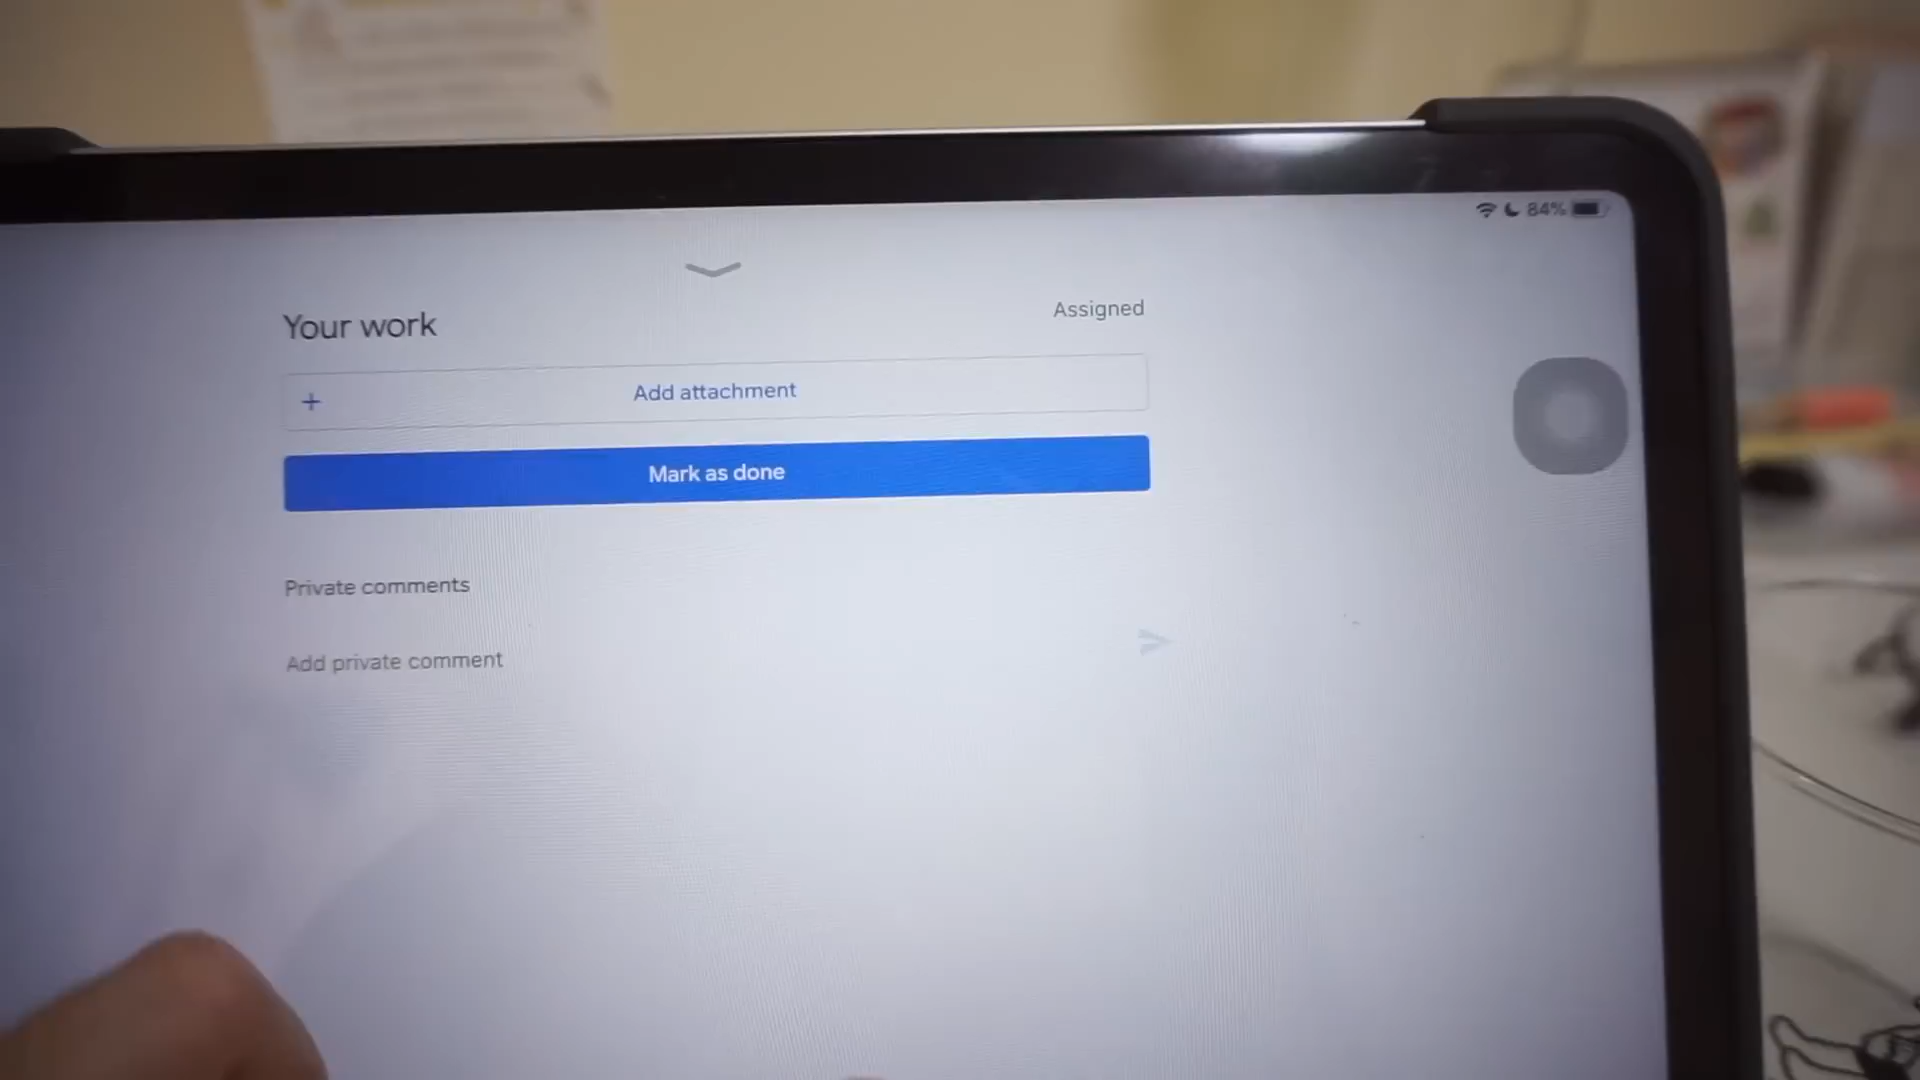 84%
Your work
Assigned
+ Add attachment
Mark as done
Private comments
Add private comment